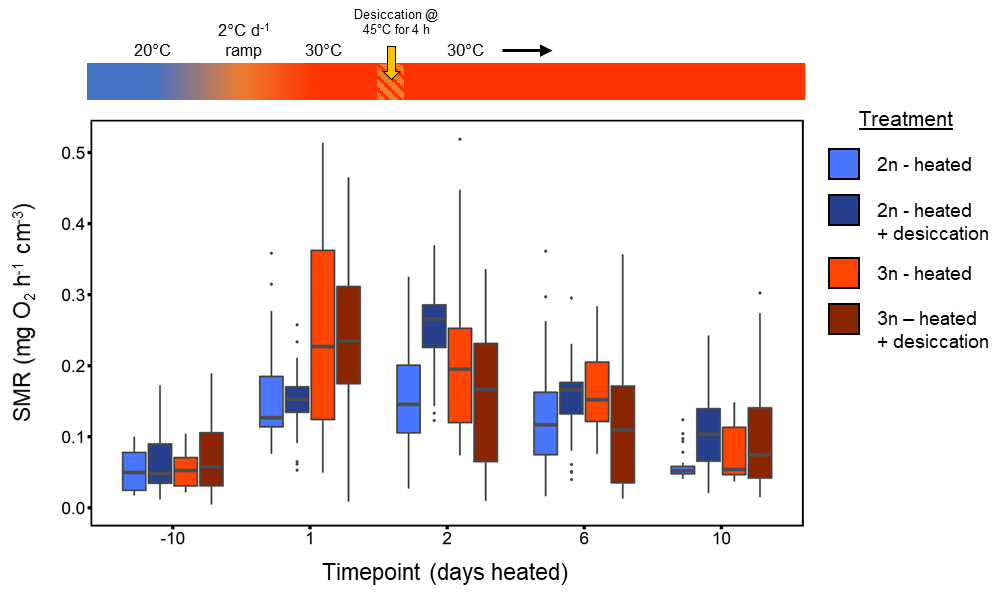 Desiccation @
45°C for 4 h
2°C d-1
ramp
20°C
30°C
30°C
Treatment
2n - heated
2n - heated
+ desiccation
3n - heated
3n – heated
+ desiccation
SMR (mg O2 h-1 cm-3)
0.5
0.4
0.3
0.2
0.1
0.0
-10
1
2
6
10
Timepoint (days heated)